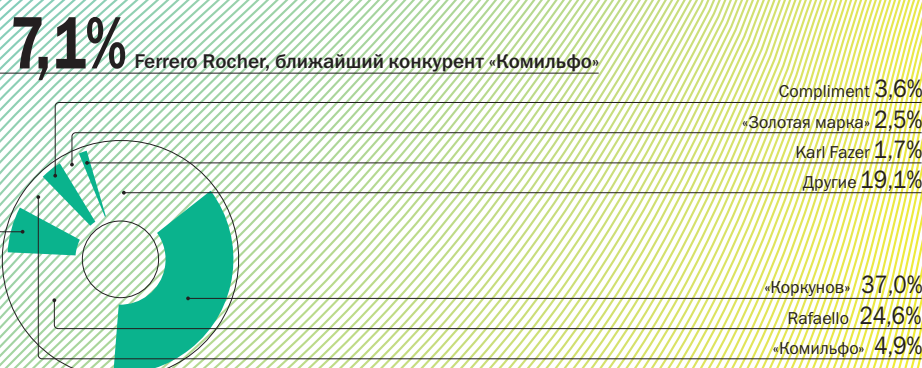 7,1% Ferrero Rocher, ближайший конкурент «Комильфо»
Compliment 3,6%
«Золотая марка» 2,5%
Karl Fazer 1,7%
Другие 19,1%
«Коркунов» 37,0%
Rafaello 24,6%
«Комильфо» 4,9%